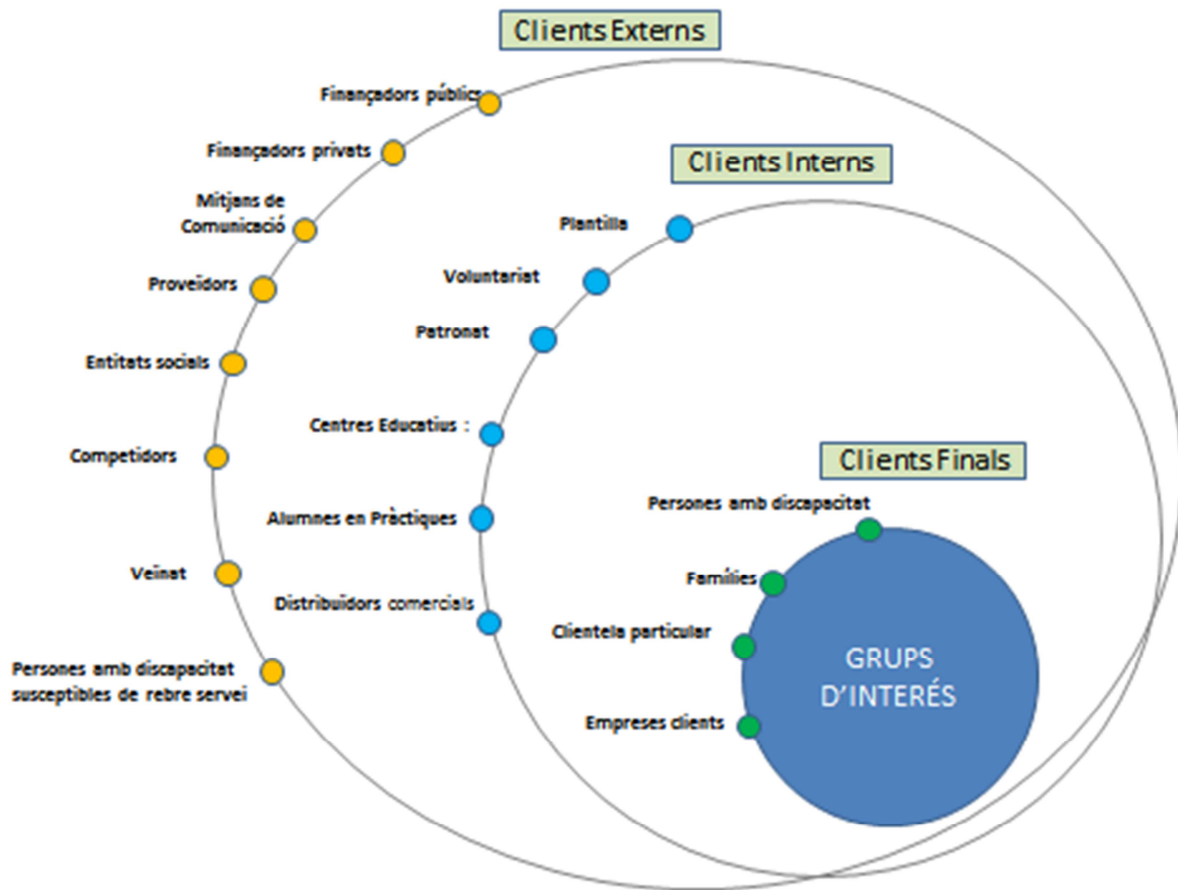 Clients Externs
Finançadors públics
Finançadors privats
Mitjans de
Comunicació
Proveïdors
Entitats socials
Competidors
Veïnat
Persones amb discapacitat
susceptibles de rebre servei
Clients Interns
Plantilla
Voluntariat
Patronat
Centres Educatius :
Alumnes en Pràctiques
Distribuïdors comercials
Clients Finals
Persones amb discapacitat
Famílies
Clientela particular
Empreses clients
GRUPS
D'INTERÉS